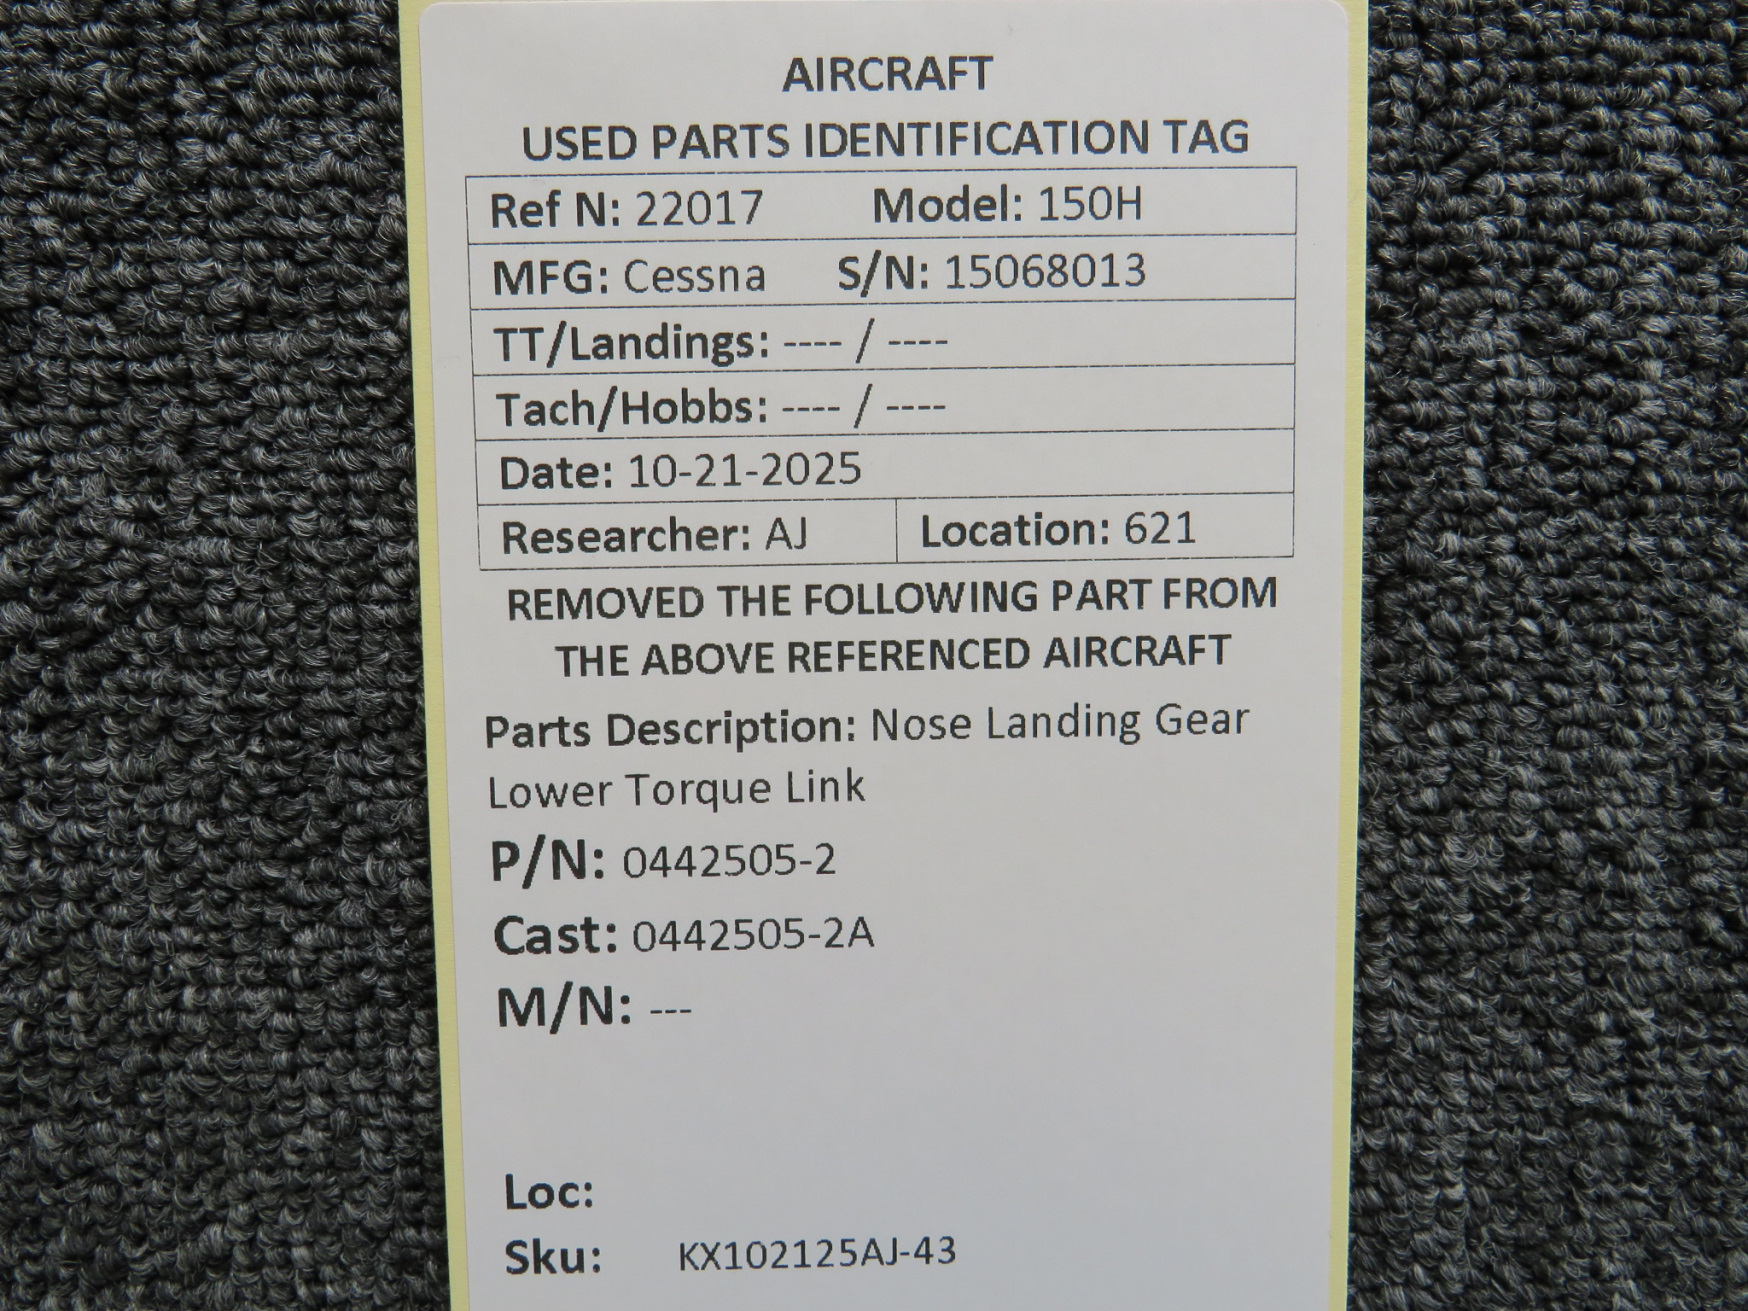 AIRCRAFT
USED PARTS IDENTIFICATION TAG
Ref N: 22017 Model: 150H
MFG: Cessna S/N: 15068013
TT/Landings: ---- / ----
Tach/Hobbs: ---- / ----
Date: 10-21-2025
Researcher: AJ Location: 621
REMOVED THE FOLLOWING PART FROM
THE ABOVE REFERENCED AIRCRAFT
Parts Description: Nose Landing Gear
Lower Torque Link
P/N: 0442505-2
Cast: 0442505-2A
M/N: ---
Loc:
Sku: KX102125AJ-43